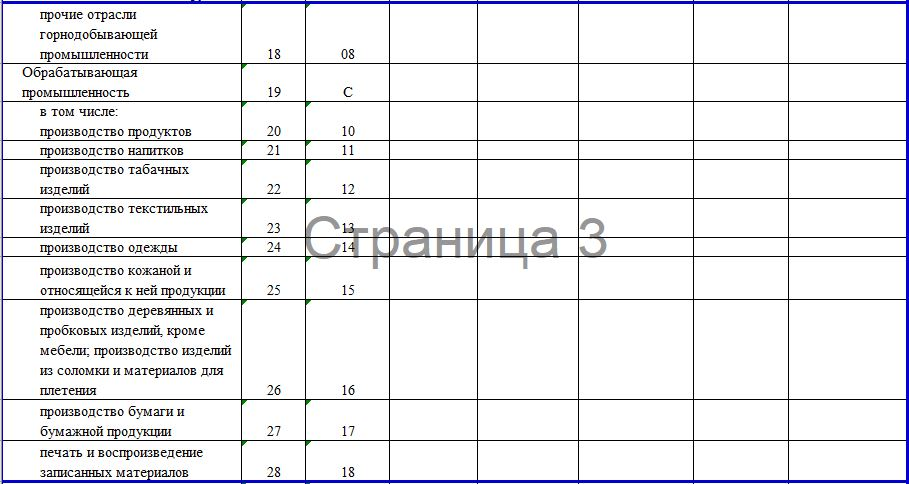 прочие отрасли
горнодобывающей
промышленности 18 08
Обрабатывающая
промышленность 19 C
в том числе:
производство продуктов 20 10
производство напитков 21 11
производство табачных
изделий 22 12
производство текстильных
изделий 23 13
производство одежды 24 14
Страница 3
производство кожаной и
относящейся к ней продукции 25 15
производство деревянных и
пробковых изделий, кроме
мебели; производство изделий
из соломки и материалов для
плетения 26 16
производство бумаги и
бумажной продукции 27 17
печать и воспроизведение
записанных материалов 28 18